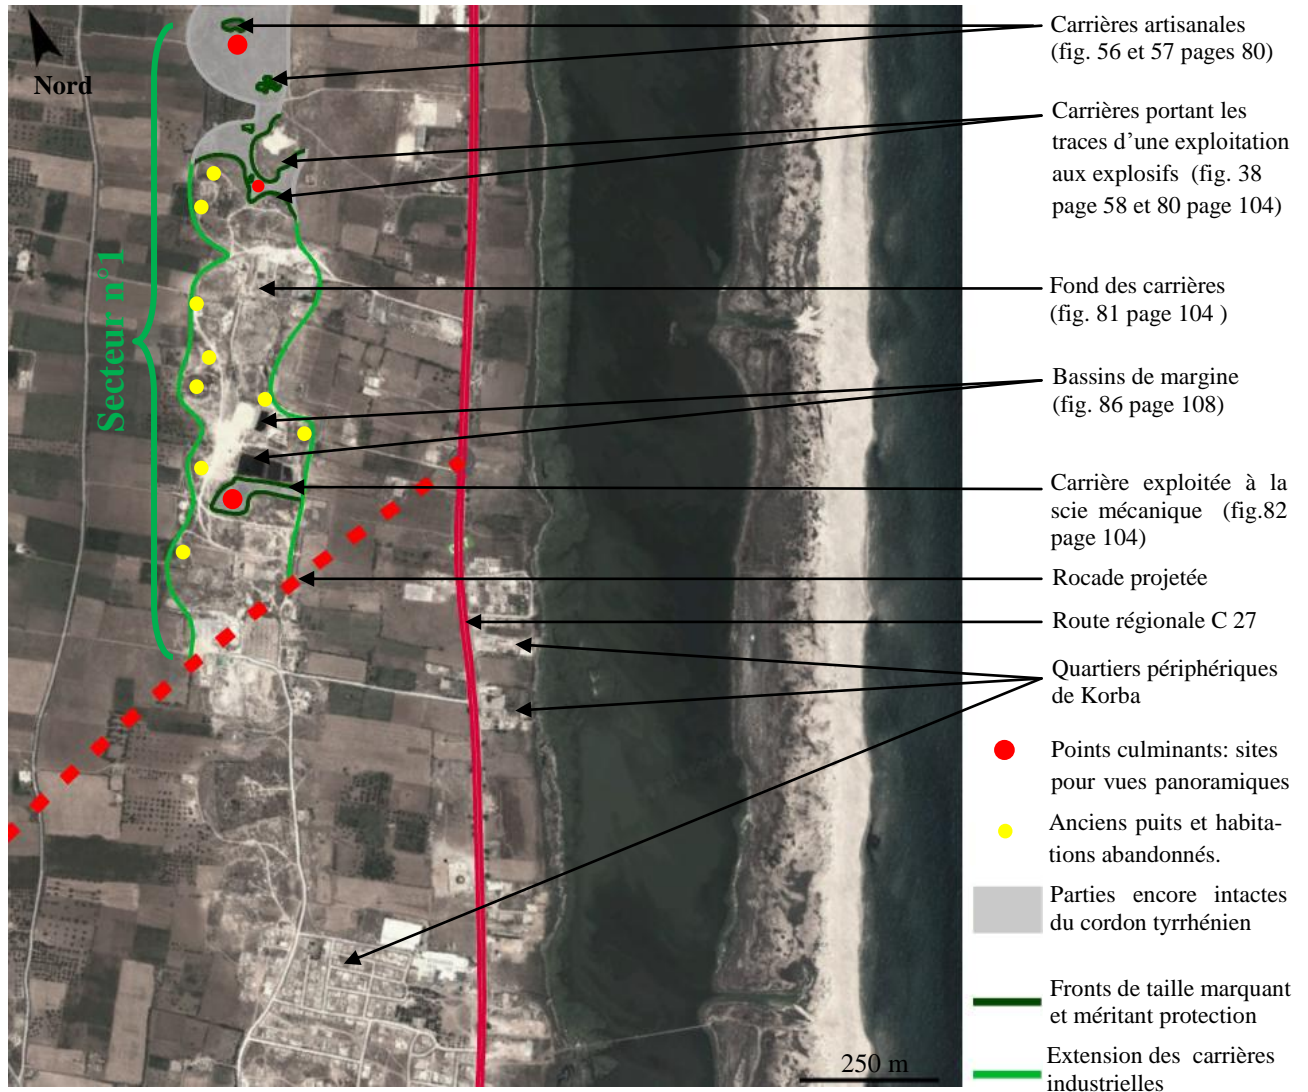 Nord
Secteur n°1
250 m
Carrières artisanales
(fig. 56 et 57 pages 80)
Carrières portant les
traces d’une exploitation
aux explosifs (fig. 38
page 58 et 80 page 104)
Fond des carrières
(fig. 81 page 104 )
Bassins de margine
(fig. 86 page 108)
Carrière exploitée à la
scie mécanique (fig.82
page 104)
Rocade projetée
Route régionale C 27
Quartiers périphériques
de Korba
Points culminants: sites
pour vues panoramiques
Anciens puits et habita-
tions abandonnés.
Parties encore intactes
du cordon tyrrhénien
Fronts de taille marquant
et méritant protection
Extension des carrières
industrielles